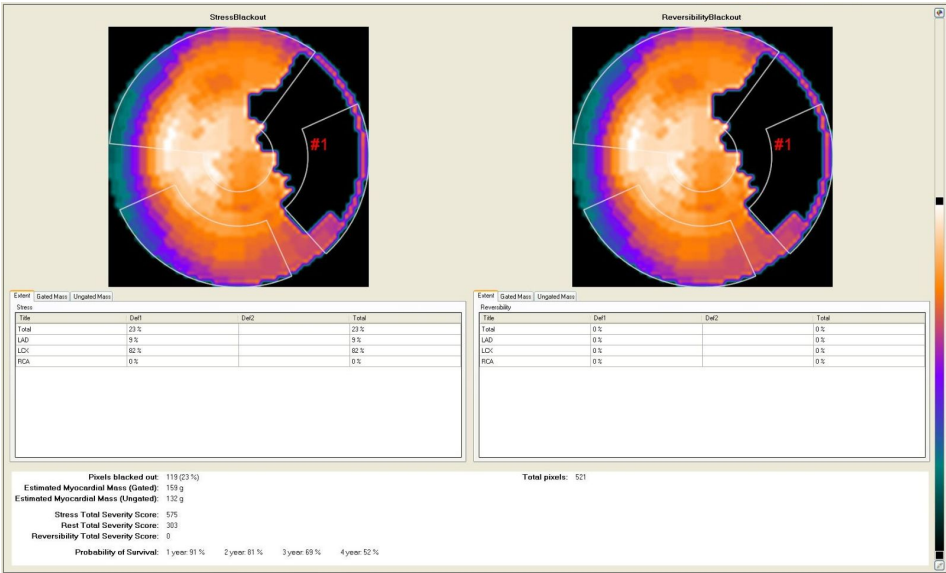 StressBlackout
ReversibilityBlackout
#1
#1
Extent Gated Mass Ungated Mass
Stress
Title Def1 Def2 Total
Total 23 % 23 %
LAD 9 % 9 %
LCX 82 % 82 %
RCA 0 % 0 %
Extent Gated Mass Ungated Mass
Reversibility
Title Def1 Def2 Total
Total 0 % 0 %
LAD 0 % 0 %
LCX 0 % 0 %
RCA 0 % 0 %
Pixels blacked out: 119 (23 %)
Total pixels: 521
Estimated Myocardial Mass (Gated): 159 g
Estimated Myocardial Mass (Ungated): 132 g
Stress Total Severity Score: 575
Rest Total Severity Score: 303
Reversibility Total Severity Score: 0
Probability of Survival: 1 year: 91 % 2 year: 81 % 3 year: 69 % 4 year: 52 %